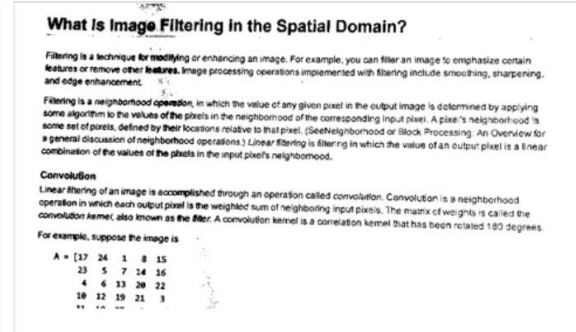 What Is Image Filtering in the Spatial Domain?
Filtering is a technique for modifying or enhancing an image. For example, you can filter an image to emphasize certain
features or remove other features. Image processing operations implemented with filtering include smoothing, sharpening,
and edge enhancement.
Filtering is a neighborhood operation, in which the value of any given pixel in the output image is determined by applying
some algorithm to the values of the pixels in the neighborhood of the corresponding input pixel. A pixel's neighborhood is
some set of pixels, defined by their locations relative to that pixel. (SeeNeighborhood or Block Processing: An Overview for
a general discussion of neighborhood operations.) Linear filtering is filtering in which the value of an output pixel is a linear
combination of the values of the pixels in the input pixel's neighborhood.
Convolution
Linear filtering of an image is accomplished through an operation called convolution. Convolution is a neighborhood
operation in which each output pixel is the weighted sum of neighboring input pixels. The matrix of weights is called the
convolution kernel, also known as the filter. A convolution kernel is a correlation kernel that has been rotated 180 degrees.
For example, suppose the image is
A = [17 24 1 8 15
23 5 7 14 16
4 6 13 20 22
10 12 19 21 3